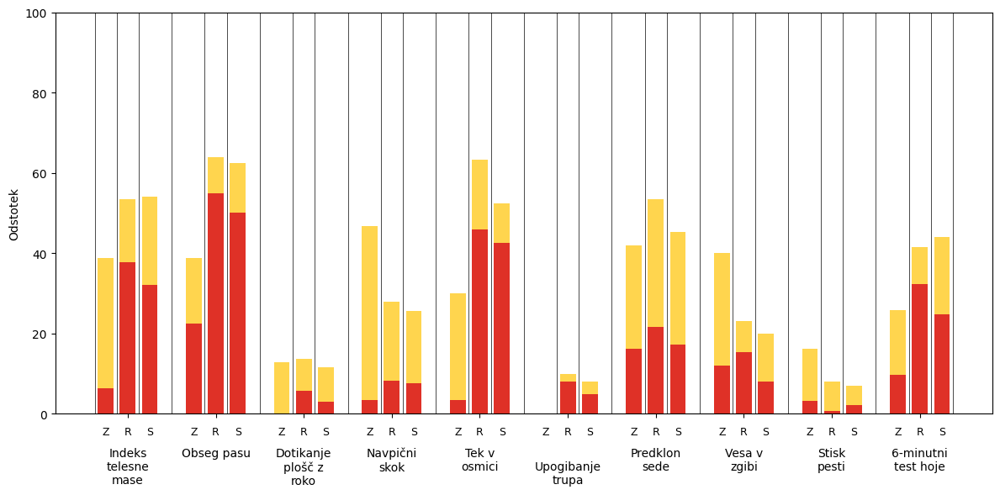 100
80
60
40
20
0
Odstotek
Z R S Z R S Z R S Z R S Z R S Z R S Z R S Z R S Z R S Z R S
Indeks
telesne
mase
Obseg pasu
Dotikanje
plošč z
roko
Navpični
skok
Tek v
osmici
Upogibanje
trupa
Predklon
sede
Vesa v
zgibi
Stisk
pesti
6-minutni
test hoje